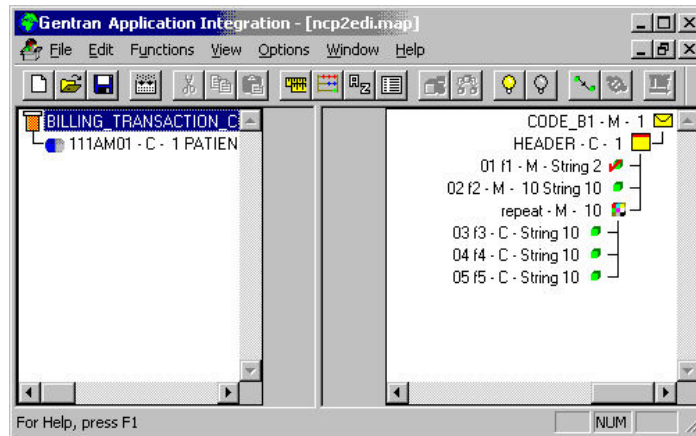 Gentran Application Integration - [ncp2edi.map]
File Edit Functions View Options Window Help
BILLING_TRANSACTION_C
111AM01 - C - 1 PATIEN
CODE_B1 - M - 1
HEADER - C - 1
01 f1 - M - String 2
02 f2 - M - 10 String 10
repeat - M - 10
03 f3 - C - String 10
04 f4 - C - String 10
05 f5 - C - String 10
For Help, press F1
NUM